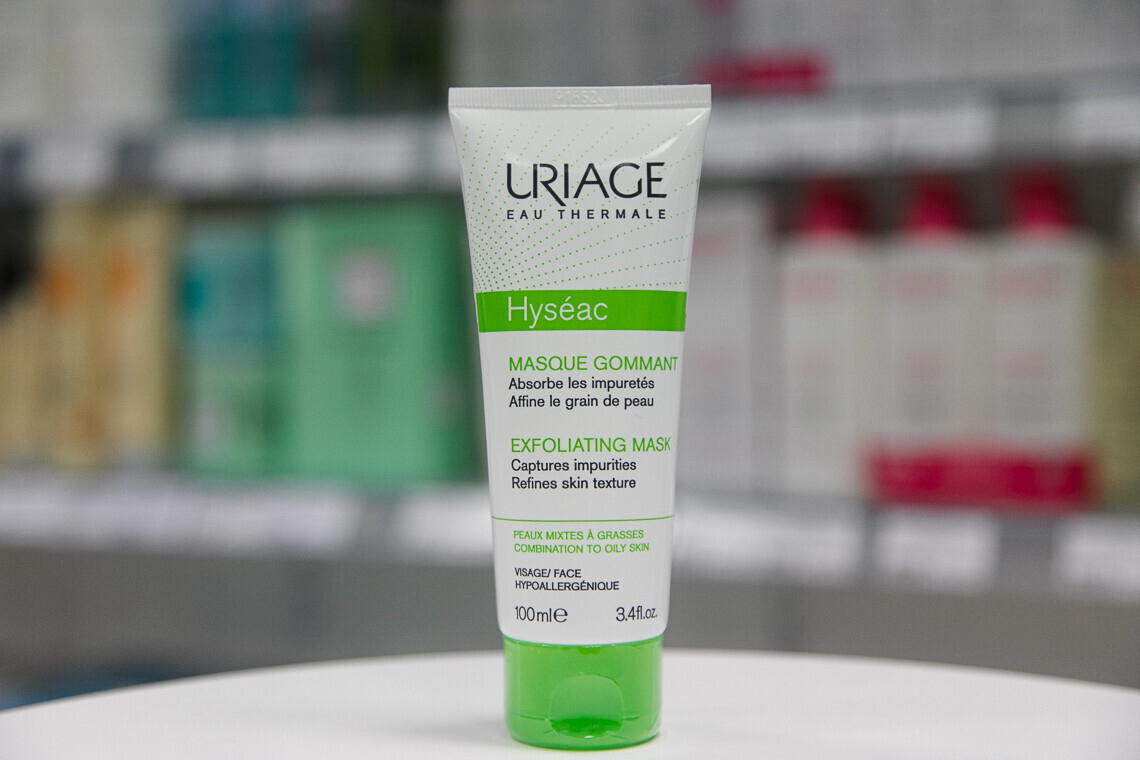 URIAGE
EAU THERMALE
Hyséac
MASQUE GOMMANT
Absorbe les impuretés
Affine le grain de peau
EXFOLIATING MASK
Captures impurities
Refines skin texture
PEAUX MIXTES À GRASSES
COMBINATION TO OILY SKIN
VISAGE/ FACE
HYPOALLERGÉNIQUE
100ml℮ 3.4fl.oz.